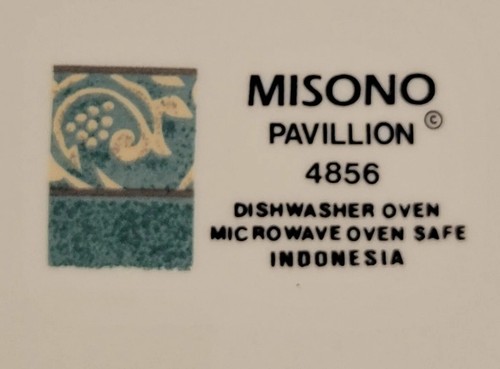 MISONO
PAVILLION ©
4856
DISHWASHER OVEN
MICROWAVE OVEN SAFE
INDONESIA